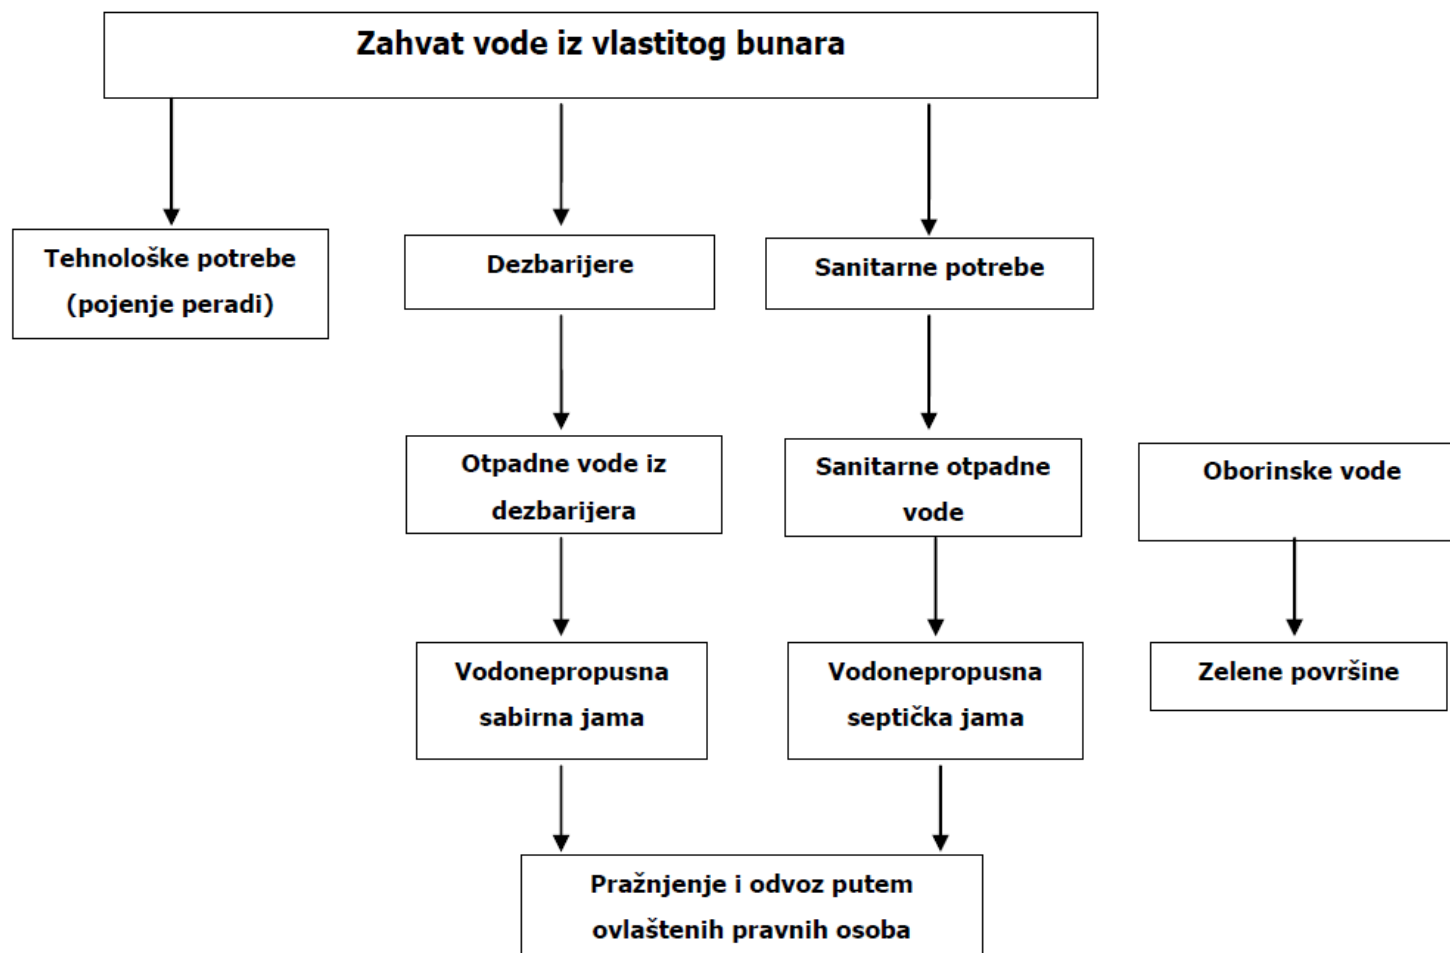 Zahvat vode iz vlastitog bunara
Tehnološke potrebe
(pojenje peradi)
Dezbarijere
Sanitarne potrebe
Otpadne vode iz
dezbarijera
Sanitarne otpadne
vode
Oborinske vode
Vodonepropusna
sabirna jama
Vodonepropusna
septička jama
Zelene površine
Pražnjenje i odvoz putem
ovlaštenih pravnih osoba